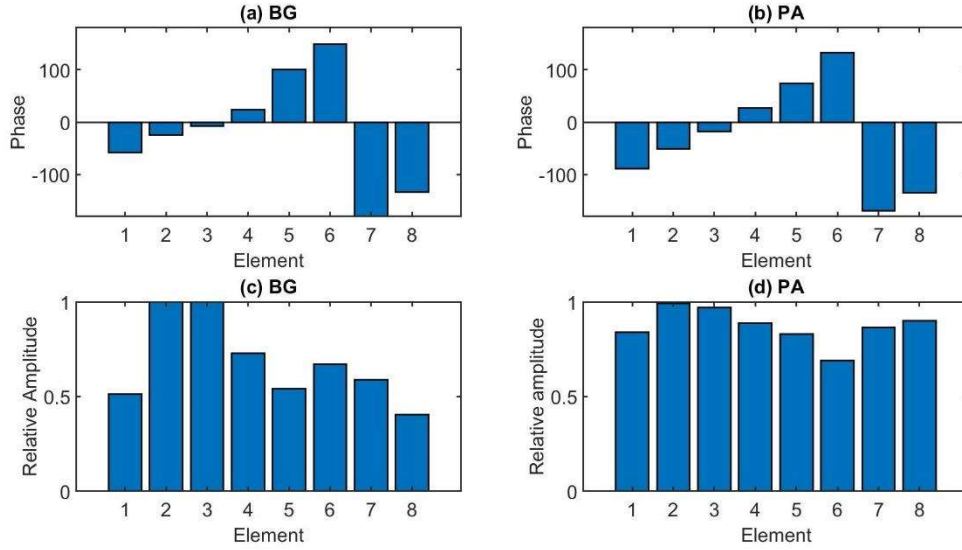 (a) BG
Phase
100
0
-100
1 2 3 4 5 6 7 8
Element
(b) PA
Phase
100
0
-100
1 2 3 4 5 6 7 8
Element
(c) BG
Relative Amplitude
1
0.5
0
1 2 3 4 5 6 7 8
Element
(d) PA
Relative amplitude
1
0.5
0
1 2 3 4 5 6 7 8
Element